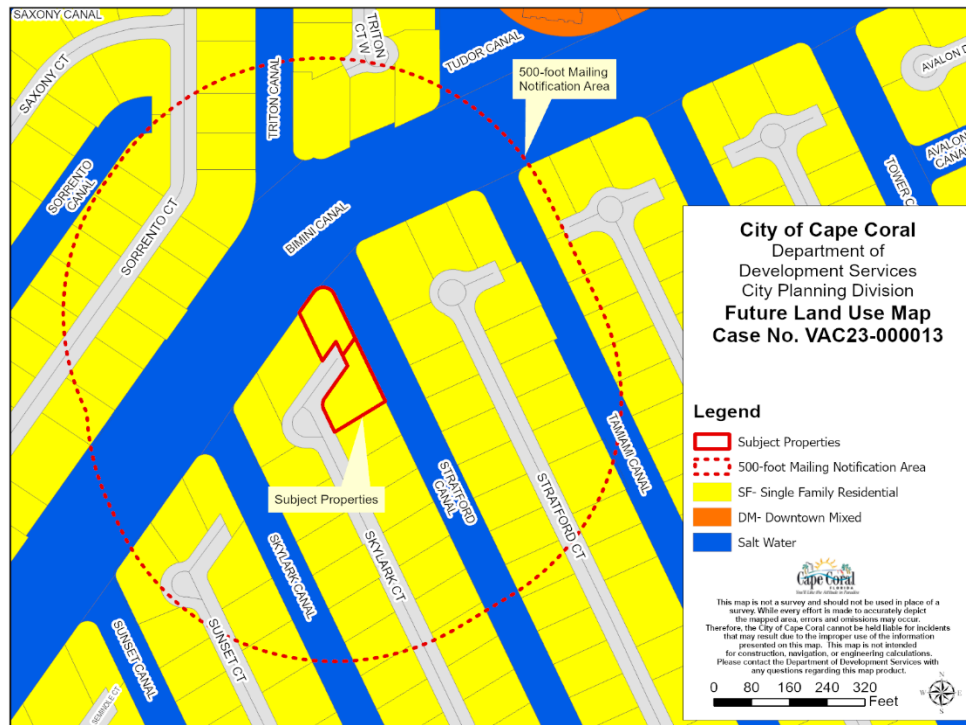 SAXONY CANAL
SAXONY CT
TRITON
CT W
TRITON CANAL
TUDOR CANAL
500-foot Mailing
Notification Area
AVALON D
AVALON
CANAL
TOWER C
SORRENTO
CANAL
SORRENTO CT
BIMINI CANAL
City of Cape Coral
Department of
Development Services
City Planning Division
Future Land Use Map
Case No. VAC23-000013
Legend
Subject Properties
500-foot Mailing Notification Area
SF- Single Family Residential
DM- Downtown Mixed
Salt Water
TAMIAMI CANAL
STRATFORD
CANAL
STRATFORD CT
Subject Properties
SKYLARK CANAL
SKYLARK CT
SUNSET CANAL
SUNSET CT
SEMINOLE CT
Cape Coral
FLORIDA
This map is not a survey and should not be used in place of a
survey. While every effort is made to accurately depict
the mapped area, errors and omissions may occur.
Therefore, the City of Cape Coral cannot be held liable for incidents
that may result due to the improper use of the information
presented on this map. This map is not intended
for construction, navigation, or engineering calculations.
Please contact the Department of Development Services with
any questions regarding this map product.
0 80 160 240 320
Feet
N
W E
S